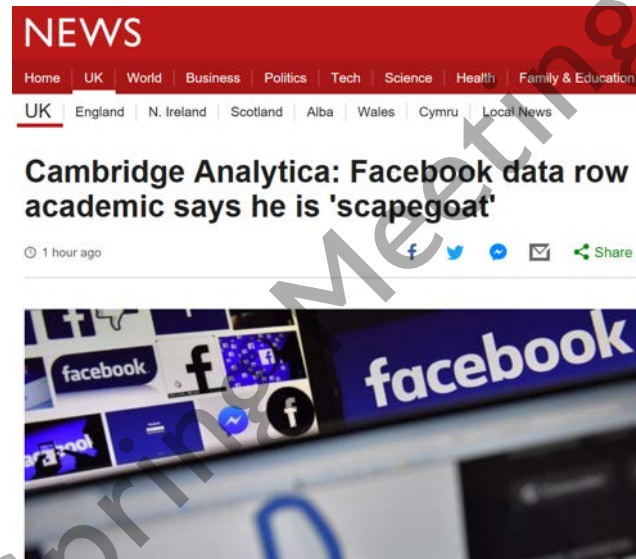 NEWS
Home UK World Business Politics Tech Science Health Family & Education
UK England N. Ireland Scotland Alba Wales Cymru Local News
Cambridge Analytica: Facebook data row
academic says he is 'scapegoat'
1 hour ago
Share
facebook
facebook
Spring Meeting